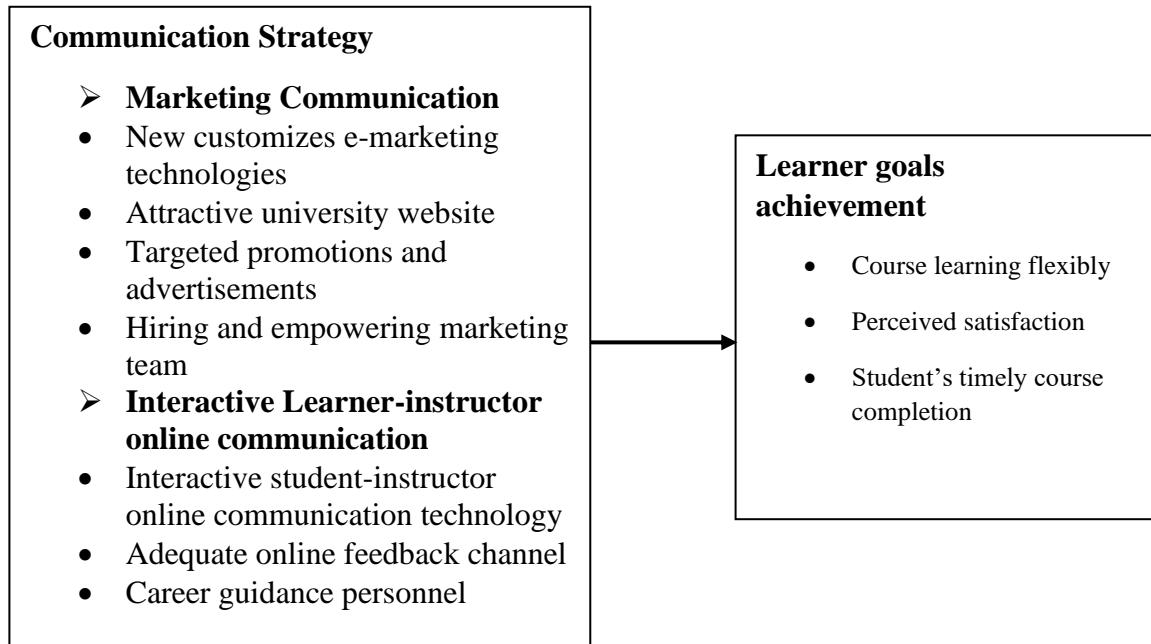 Communication Strategy
➢ Marketing Communication
• New customizes e-marketing
technologies
• Attractive university website
• Targeted promotions and
advertisements
• Hiring and empowering marketing
team
➢ Interactive Learner-instructor
online communication
• Interactive student-instructor
online communication technology
• Adequate online feedback channel
• Career guidance personnel
Learner goals
achievement
• Course learning flexibly
• Perceived satisfaction
• Student’s timely course
completion